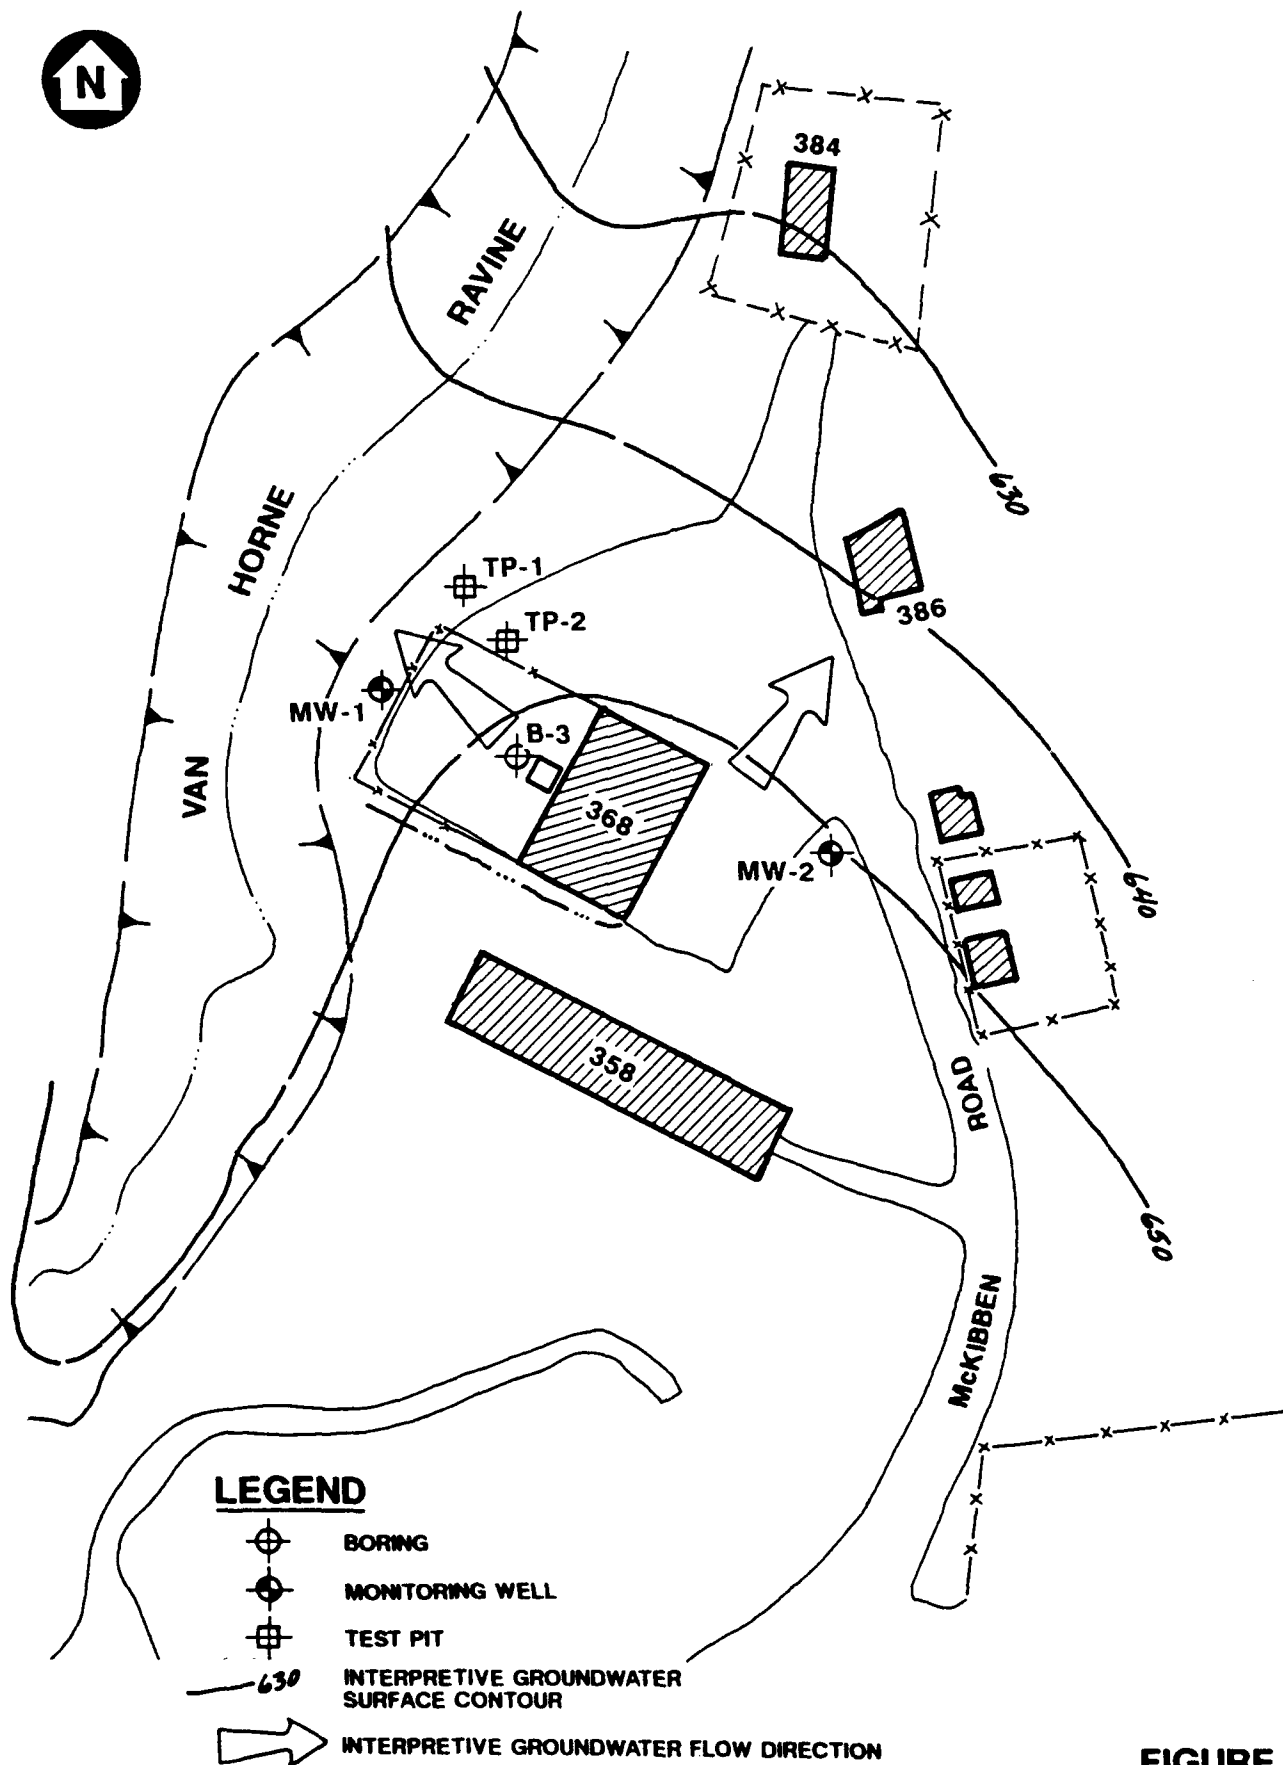 N
384
RAVINE
630
HORNE
TP-1
386
TP-2
MW-1
B-3
VAN
368
MW-2
640
358
ROAD
650
McKIBBEN
LEGEND
BORING
MONITORING WELL
TEST PIT
630 INTERPRETIVE GROUNDWATER
SURFACE CONTOUR
INTERPRETIVE GROUNDWATER FLOW DIRECTION
FIGURE